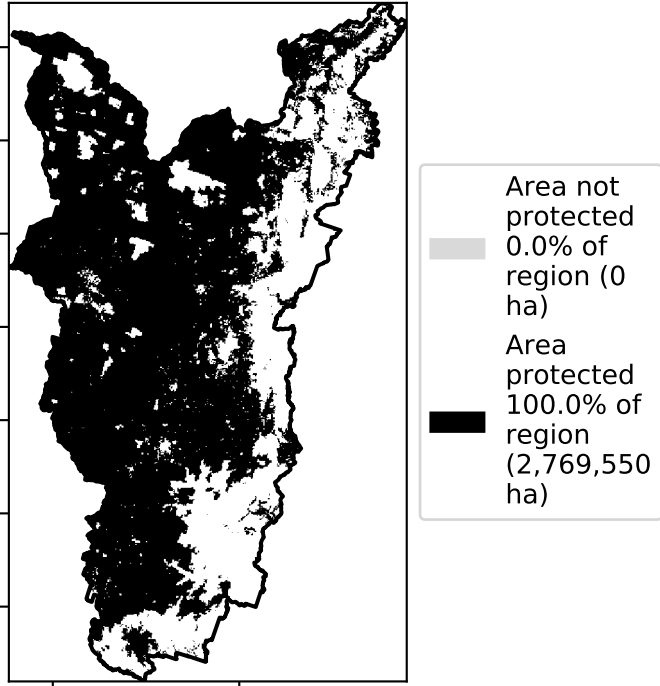 Area not
protected
0.0% of
region (0
ha)
Area
protected
100.0% of
region
(2,769,550
ha)